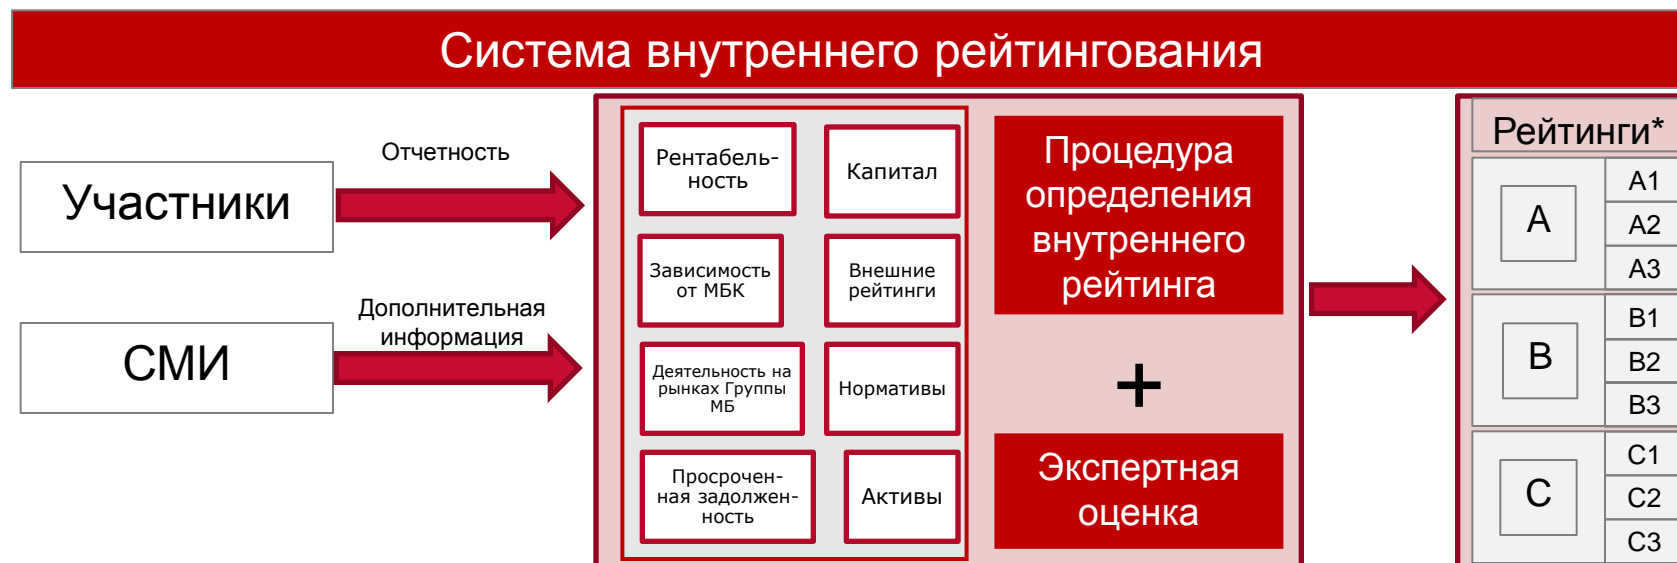 Система внутреннего рейтингования
Участники
Отчетность
СМИ
Дополнительная
информация
Рентабель-
ность
Капитал
Зависимость
от МБК
Внешние
рейтинги
Деятельность на
рынках Группы
МБ
Нормативы
Просрочен-
ная задолжен-
ность
Активы
Процедура
определения
внутреннего
рейтинга
+
Экспертная
оценка
Рейтинги*
A
A1
A2
A3
B
B1
B2
B3
C
C1
C2
C3